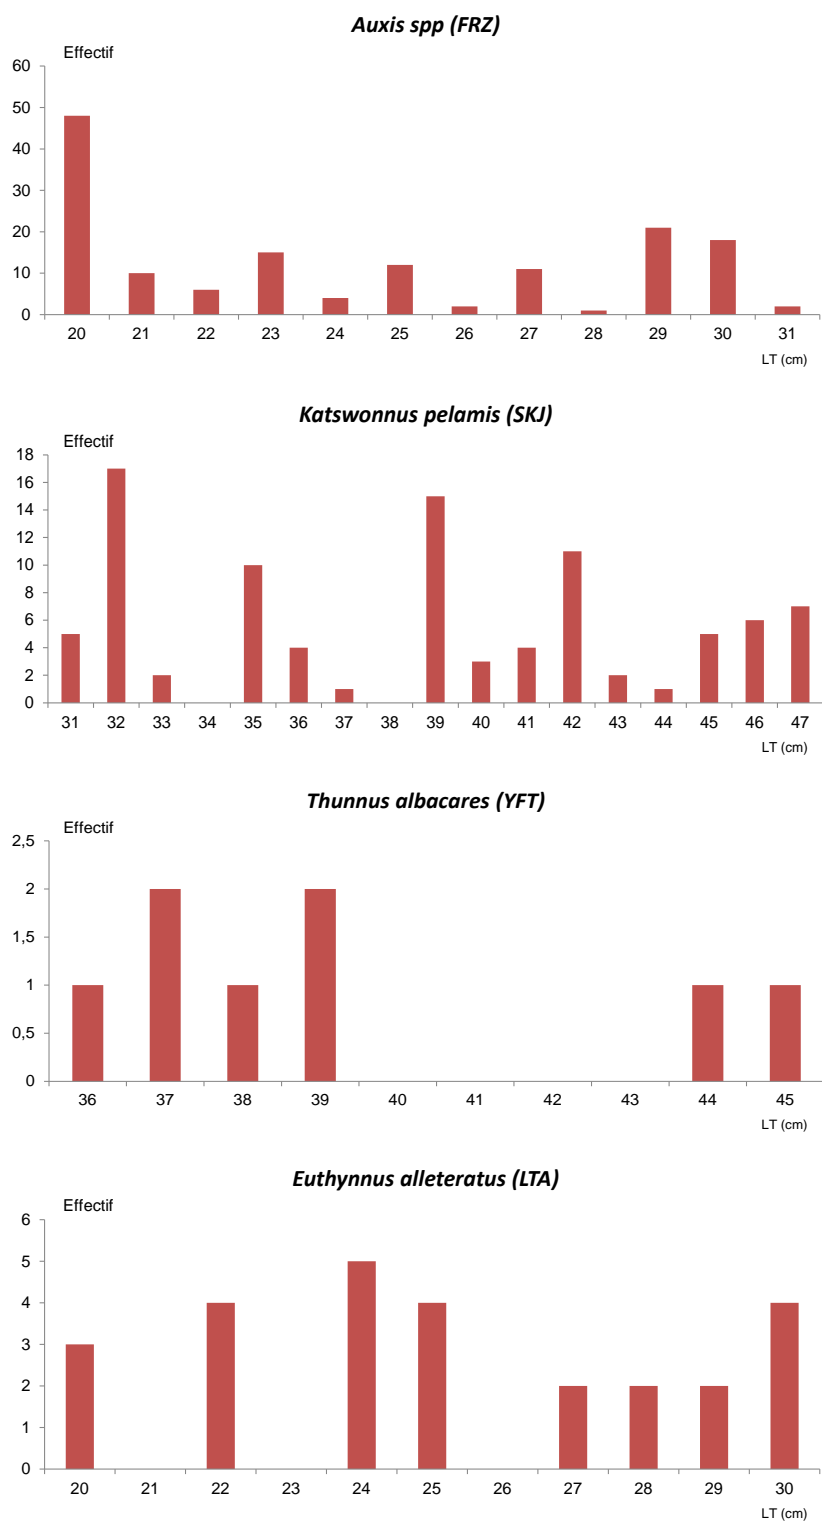 Auxis spp (FRZ)
Effectif
60
50
40
30
20
10
0
20 21 22 23 24 25 26 27 28 29 30 31
LT (cm)
Katswonnus pelamis (SKJ)
Effectif
18
16
14
12
10
8
6
4
2
0
31 32 33 34 35 36 37 38 39 40 41 42 43 44 45 46 47
LT (cm)
Thunnus albacares (YFT)
Effectif
2,5
2
1,5
1
0,5
0
36 37 38 39 40 41 42 43 44 45
LT (cm)
Euthynnus alleteratus (LTA)
Effectif
6
5
4
3
2
1
0
20 21 22 23 24 25 26 27 28 29 30
LT (cm)